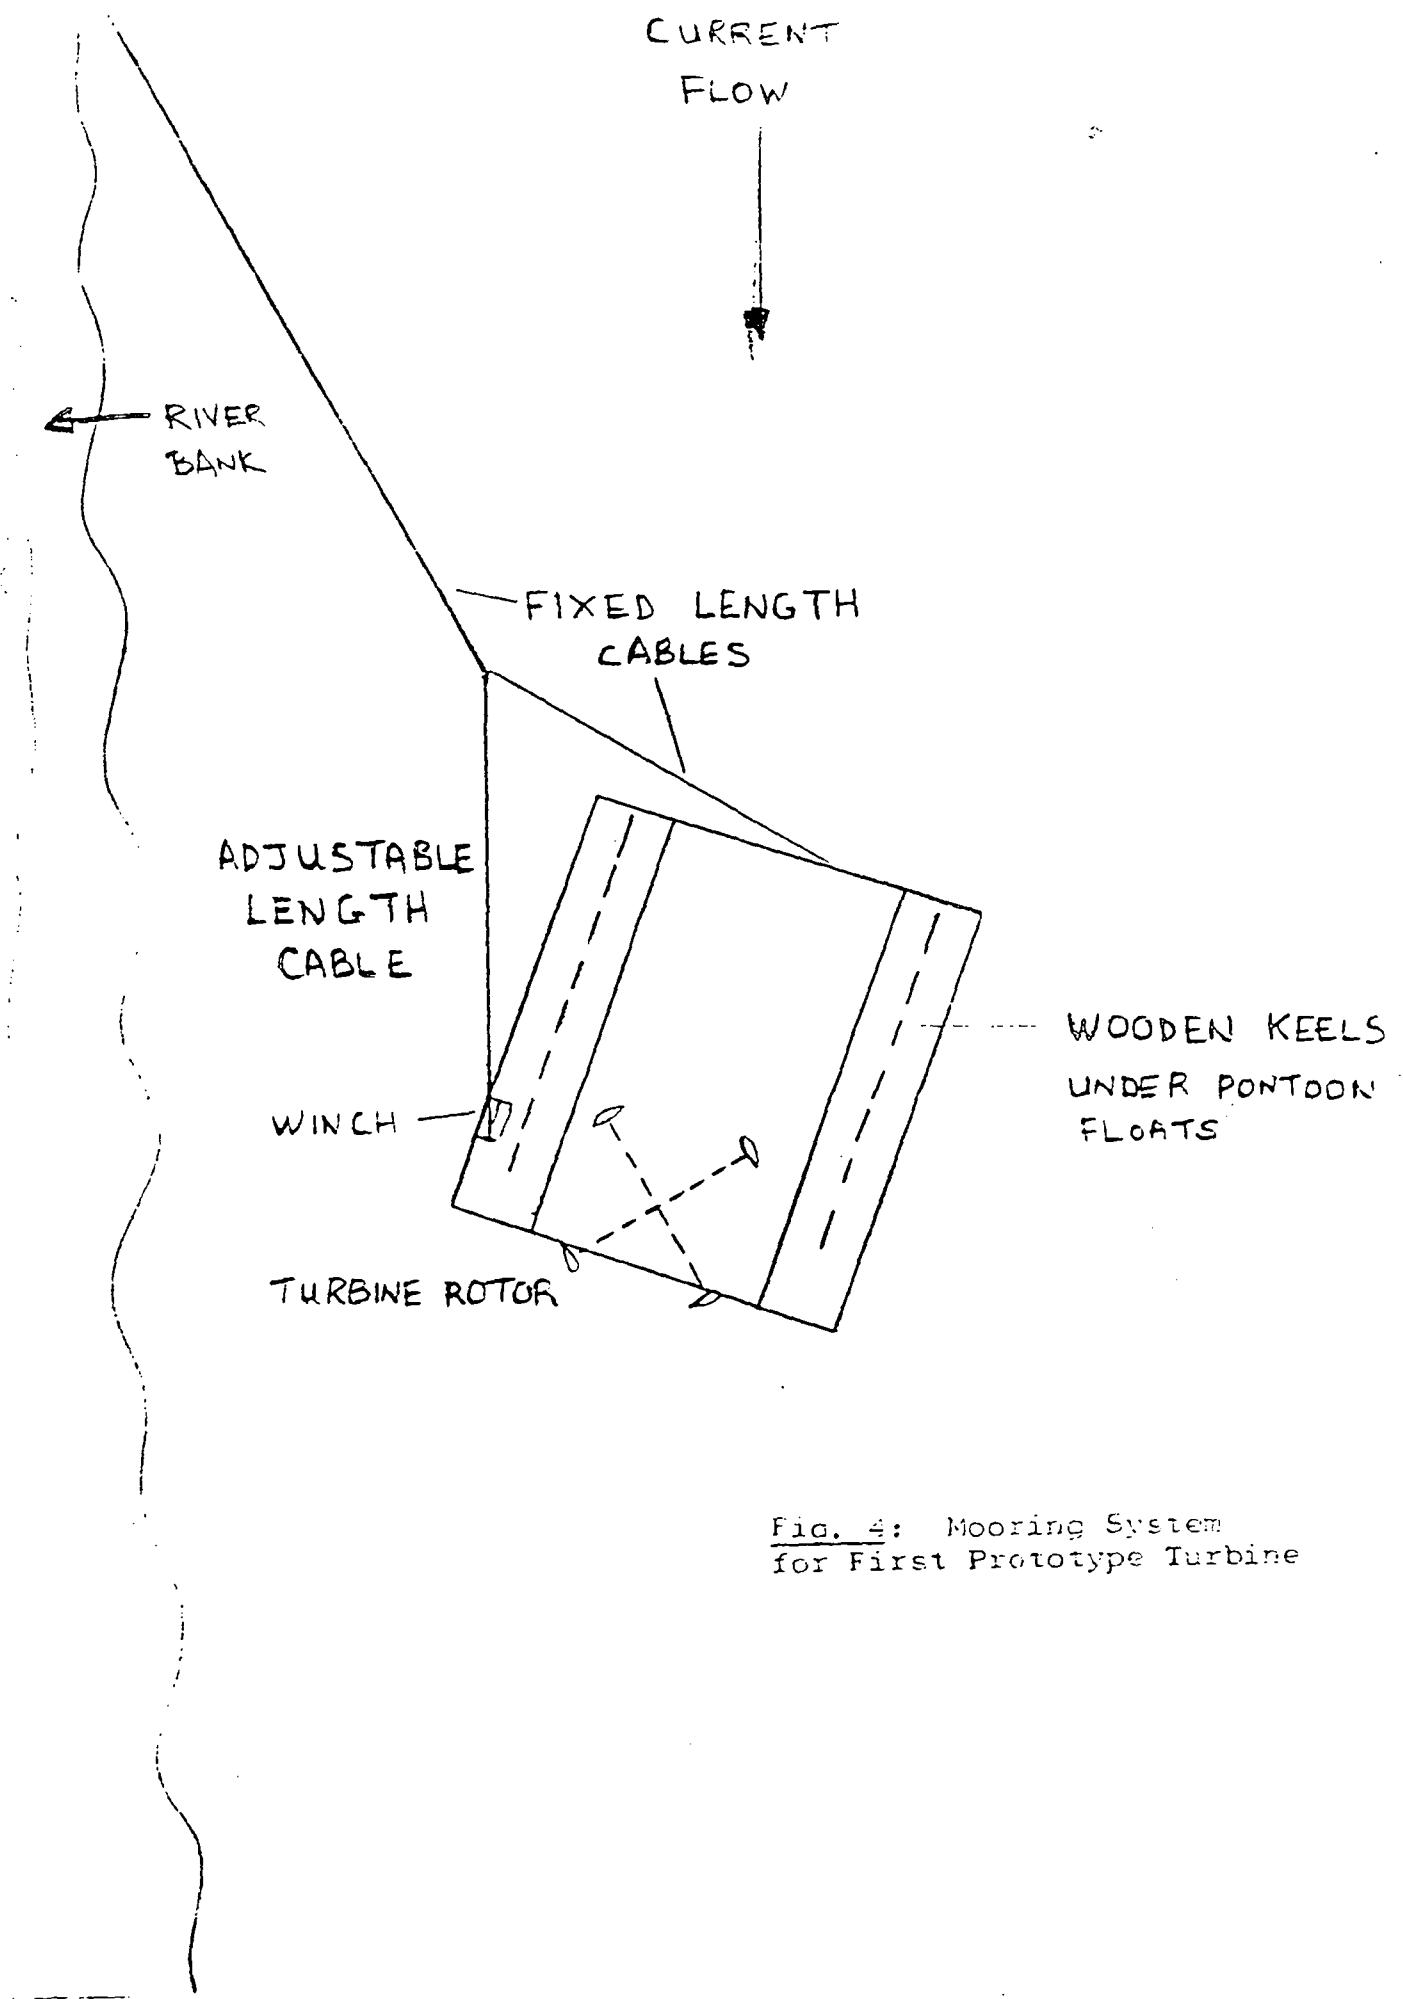 CURRENT
FLOW
RIVER
BANK
FIXED LENGTH
CABLES
ADJUSTABLE
LENGTH
CABLE
WOODEN KEELS
UNDER PONTOON
FLOATS
WINCH
TURBINE ROTOR
Fig. 4: Mooring System
for First Prototype Turbine